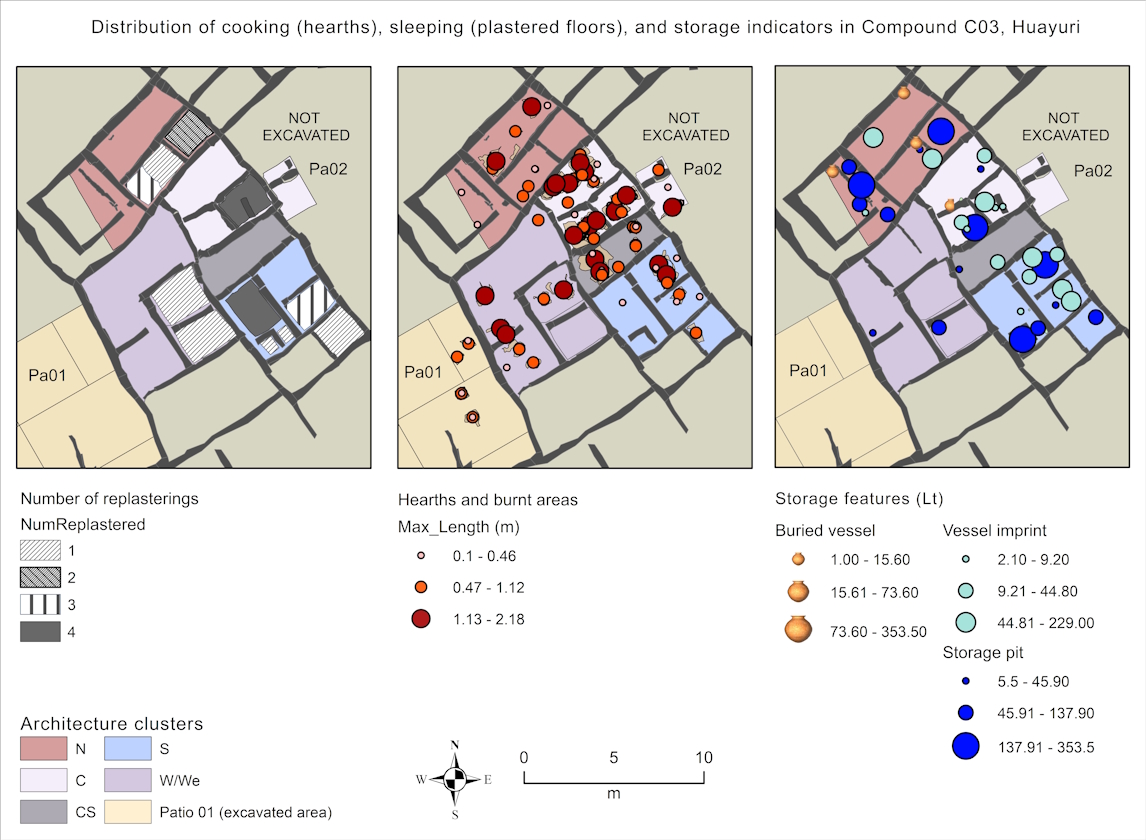 Distribution of cooking (hearths), sleeping (plastered floors), and storage indicators in Compound C03, Huayuri
NOT
EXCAVATED
Pa02
Pa01
NOT
EXCAVATED
Pa02
Pa01
NOT
EXCAVATED
Pa02
Pa01
Number of replasterings
NumReplastered
1
2
3
4
Hearths and burnt areas
Max_Length (m)
0.1 - 0.46
0.47 - 1.12
1.13 - 2.18
Storage features (Lt)
Buried vessel
1.00 - 15.60
15.61 - 73.60
73.60 - 353.50
Vessel imprint
2.10 - 9.20
9.21 - 44.80
44.81 - 229.00
Storage pit
5.5 - 45.90
45.91 - 137.90
137.91 - 353.5
Architecture clusters
N
S
C
W/We
CS
Patio 01 (excavated area)
N
W
E
S
0 5 10
m